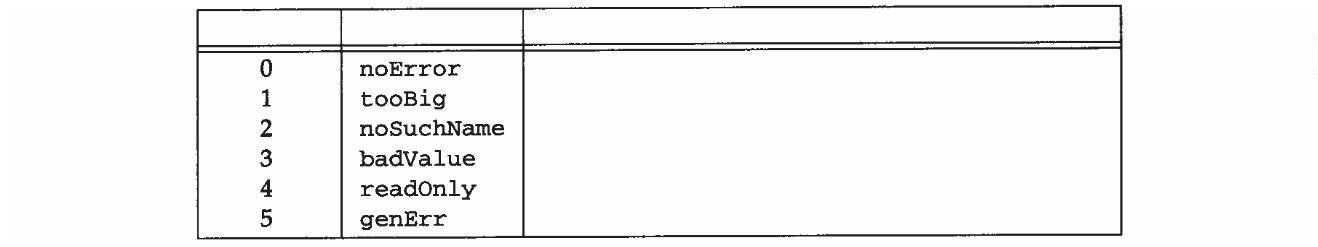 0 noError
1 tooBig
2 noSuchName
3 badValue
4 readOnly
5 genErr